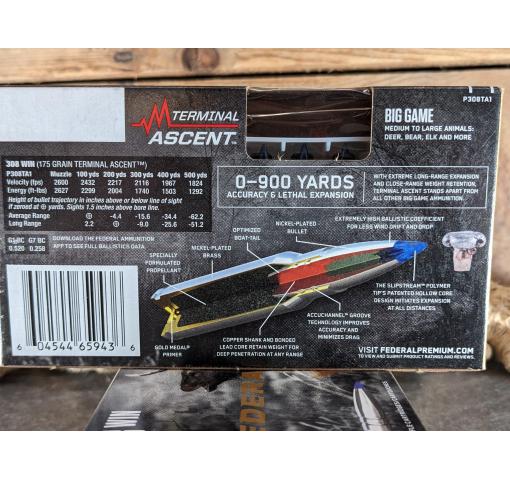 P308TA1
TERMINAL
ASCENT™
BIG GAME
MEDIUM TO LARGE ANIMALS:
DEER, BEAR, ELK AND MORE
308 WIN (175 GRAIN TERMINAL ASCENT™)
P308TA1 Muzzle 100 yds 200 yds 300 yds 400 yds 500 yds
Velocity (fps) 2600 2432 2217 2116 1967 1824
Energy (ft-lbs) 2627 2299 2004 1740 1503 1292
Height of bullet trajectory in inches above or below line of sight
if zeroed at ⊕ yards. Sights 1.5 inches above bore line.
Average Range ⊕ -4.4 -15.6 -34.4 -62.2
Long Range 2.2 ⊕ -9.0 -25.6 -51.2
G1 BC G7 BC
0.520 0.258
DOWNLOAD THE FEDERAL AMMUNITION
APP TO SEE FULL BALLISTICS DATA.
0–900 YARDS
ACCURACY & LETHAL EXPANSION
WITH EXTREME LONG-RANGE EXPANSION
AND CLOSE-RANGE WEIGHT RETENTION,
TERMINAL ASCENT STANDS APART FROM
ALL OTHER BIG GAME AMMUNITION.
SPECIALLY
FORMULATED
PROPELLANT
NICKEL-PLATED
BRASS
OPTIMIZED
BOAT-TAIL
NICKEL-PLATED
BULLET
EXTREMELY HIGH BALLISTIC COEFFICIENT
FOR LESS WIND DRIFT AND DROP
THE SLIPSTREAM™ POLYMER
TIP'S PATENTED HOLLOW CORE
DESIGN INITIATES EXPANSION
AT ALL DISTANCES
ACCUCHANNEL™ GROOVE
TECHNOLOGY IMPROVES
ACCURACY AND
MINIMIZES DRAG
COPPER SHANK AND BONDED
LEAD CORE RETAIN WEIGHT FOR
DEEP PENETRATION AT ANY RANGE
GOLD MEDAL®
PRIMER
6 04544 65943 6
VISIT FEDERALPREMIUM.COM
TO VIEW AND SUBMIT PRODUCT RATINGS AND REVIEWS.
WIN
FEDERAL